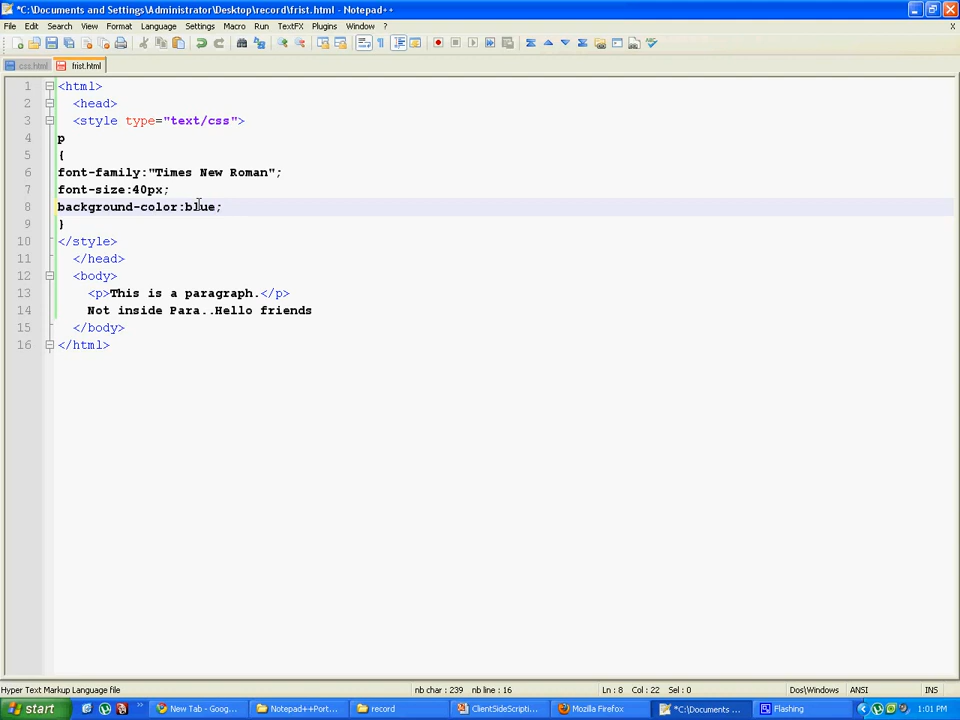 *C:\Documents and Settings\Administrator\Desktop\record\frist.html - Notepad++
File Edit Search View Format Language Settings Macro Run TextFX Plugins Window ? X
css.html frist.html
1 <html>
2 <head>
3 <style type="text/css">
4 p
5 {
6 font-family:"Times New Roman";
7 font-size:40px;
8 background-color:blue;
9 }
10 </style>
11 </head>
12 <body>
13 <p>This is a paragraph.</p>
14 Not inside Para..Hello friends
15 </body>
16 </html>
Hyper Text Markup Language file nb char : 239 nb line : 16 Ln : 8 Col : 22 Sel : 0 Dos\Windows ANSI INS
start New Tab - Goog... Notepad++Port... record ClientSideScripti... Mozilla Firefox *C:\Documents ... Flashing 1:01 PM